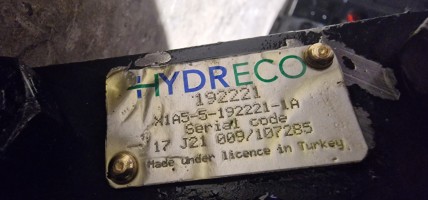 HYDRECO
192221
X1A5-5-192221-1A
Serial code
17 J21 009/107285
Made under licence in Turkey